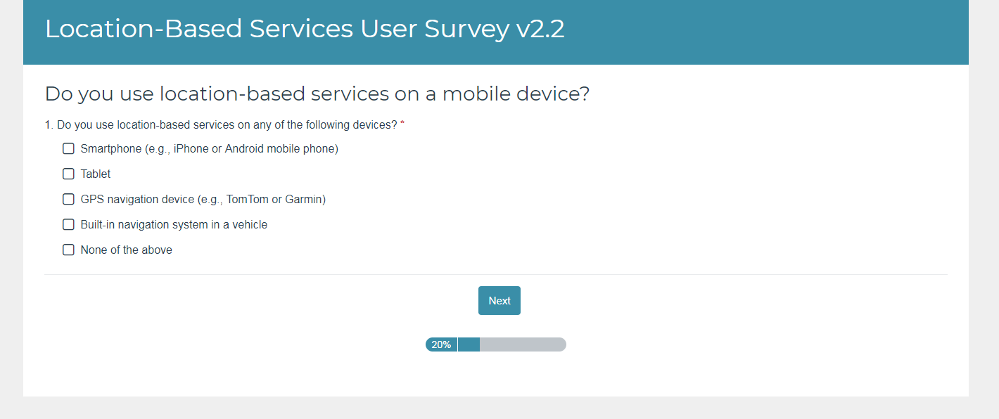 Location-Based Services User Survey v2.2
Do you use location-based services on a mobile device?
1. Do you use location-based services on any of the following devices? *
Smartphone (e.g., iPhone or Android mobile phone)
Tablet
GPS navigation device (e.g., TomTom or Garmin)
Built-in navigation system in a vehicle
None of the above
Next
20%